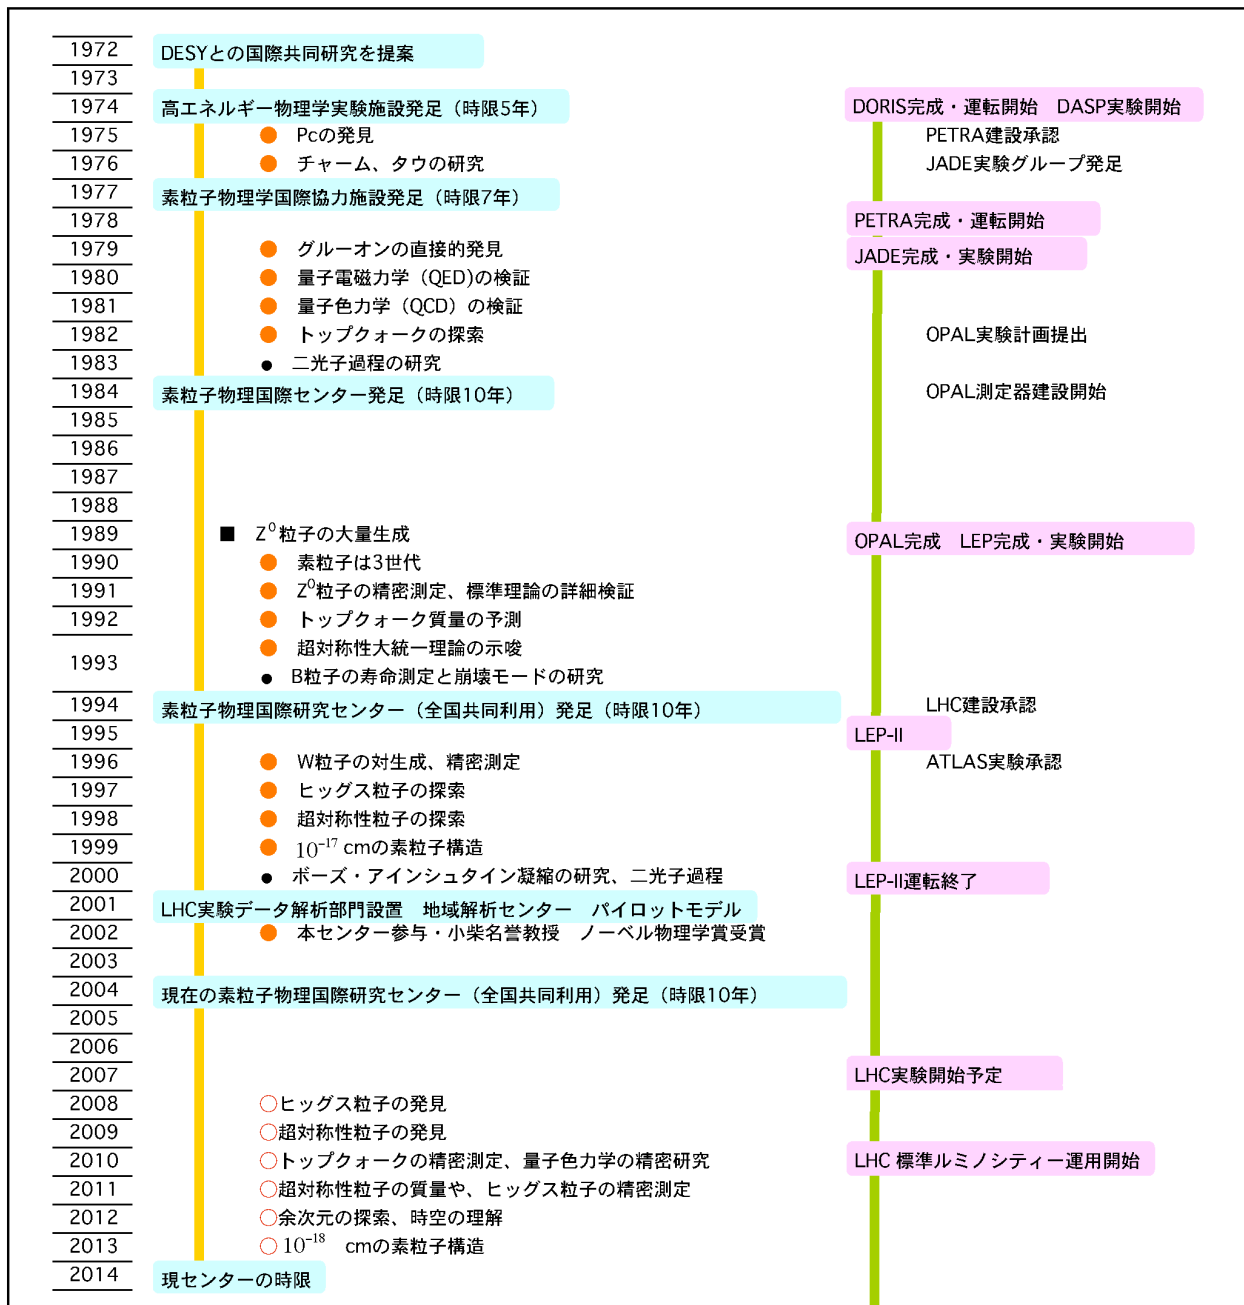 1972 DESYとの国際共同研究を提案
1973
1974 高エネルギー物理学実験施設発足（時限5年） DORIS完成・運転開始　DASP実験開始
1975 ● Pcの発見 PETRA建設承認
1976 ● チャーム、タウの研究 JADE実験グループ発足
1977 素粒子物理学国際協力施設発足（時限7年）
1978 PETRA完成・運転開始
1979 ● グルーオンの直接的発見 JADE完成・実験開始
1980 ● 量子電磁力学（QED)の検証
1981 ● 量子色力学（QCD）の検証
1982 ● トップクォークの探索 OPAL実験計画提出
1983 ● 二光子過程の研究
1984 素粒子物理国際センター発足（時限10年） OPAL測定器建設開始
1985
1986
1987
1988
1989 ■ Z⁰粒子の大量生成 OPAL完成　LEP完成・実験開始
1990 ● 素粒子は3世代
1991 ● Z⁰粒子の精密測定、標準理論の詳細検証
1992 ● トップクォーク質量の予測
1993 ● 超対称性大統一理論の示唆
● B粒子の寿命測定と崩壊モードの研究
1994 素粒子物理国際研究センター（全国共同利用）発足（時限10年） LHC建設承認
1995 LEP-II
1996 ● W粒子の対生成、精密測定 ATLAS実験承認
1997 ● ヒッグス粒子の探索
1998 ● 超対称性粒子の探索
1999 ● 10⁻¹⁷ cmの素粒子構造
2000 ● ボーズ・アインシュタイン凝縮の研究、二光子過程 LEP-II運転終了
2001 LHC実験データ解析部門設置　地域解析センター　パイロットモデル
2002 ● 本センター参与・小柴名誉教授　ノーベル物理学賞受賞
2003
2004 現在の素粒子物理国際研究センター（全国共同利用）発足（時限10年）
2005
2006
2007 LHC実験開始予定
2008 ○ヒッグス粒子の発見
2009 ○超対称性粒子の発見
2010 ○トップクォークの精密測定、量子色力学の精密研究 LHC 標準ルミノシティー運用開始
2011 ○超対称性粒子の質量や、ヒッグス粒子の精密測定
2012 ○余次元の探索、時空の理解
2013 ○10⁻¹⁸ cmの素粒子構造
2014 現センターの時限